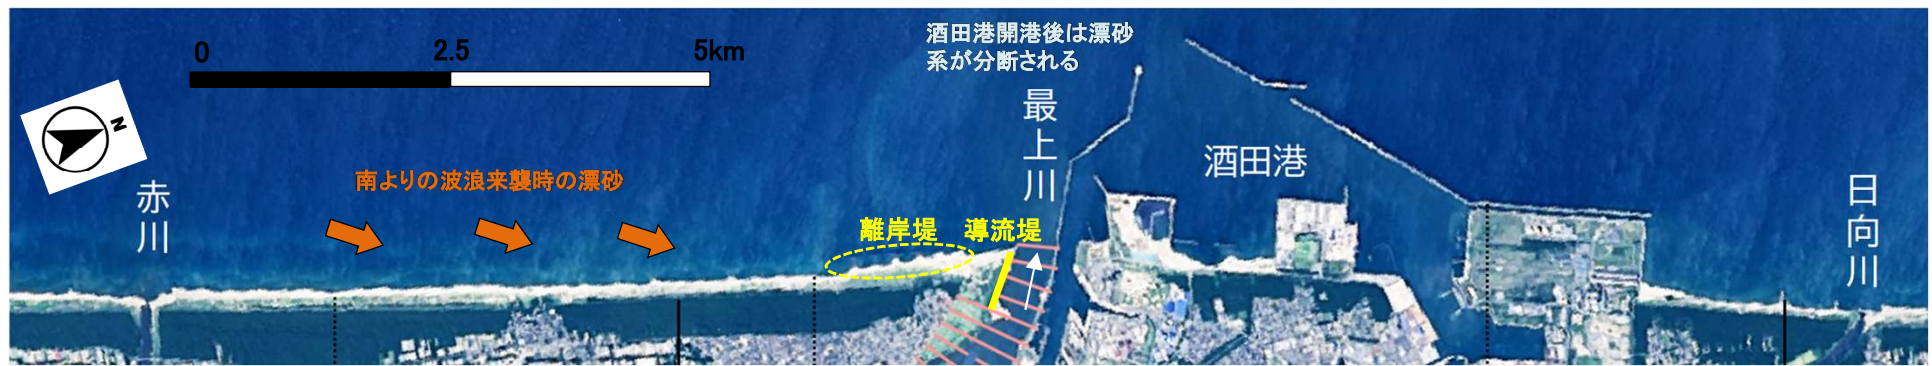 酒田港開港後は漂砂
系が分断される
0 2.5 5km
N
最上川
酒田港
赤川
南よりの波浪来襲時の漂砂
日向川
離岸堤 導流堤